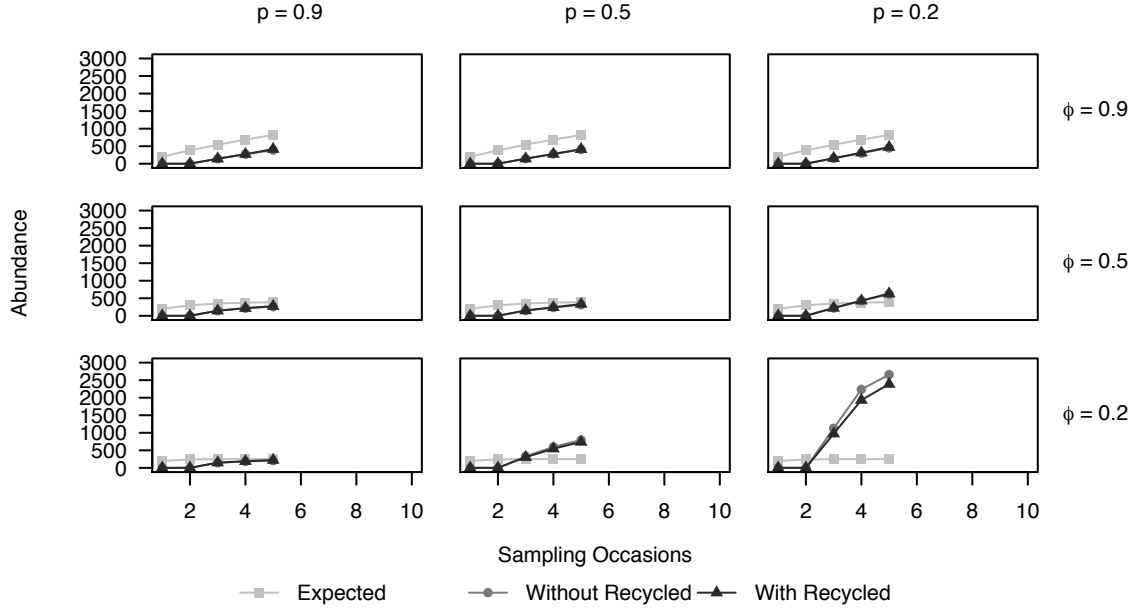 p = 0.9 p = 0.5 p = 0.2
3000
2500
2000
1500
1000
500
0
ϕ = 0.9
Abundance
3000
2500
2000
1500
1000
500
0
ϕ = 0.5
3000
2500
2000
1500
1000
500
0
ϕ = 0.2
2 4 6 8 10 2 4 6 8 10 2 4 6 8 10
Sampling Occasions
Expected Without Recycled With Recycled